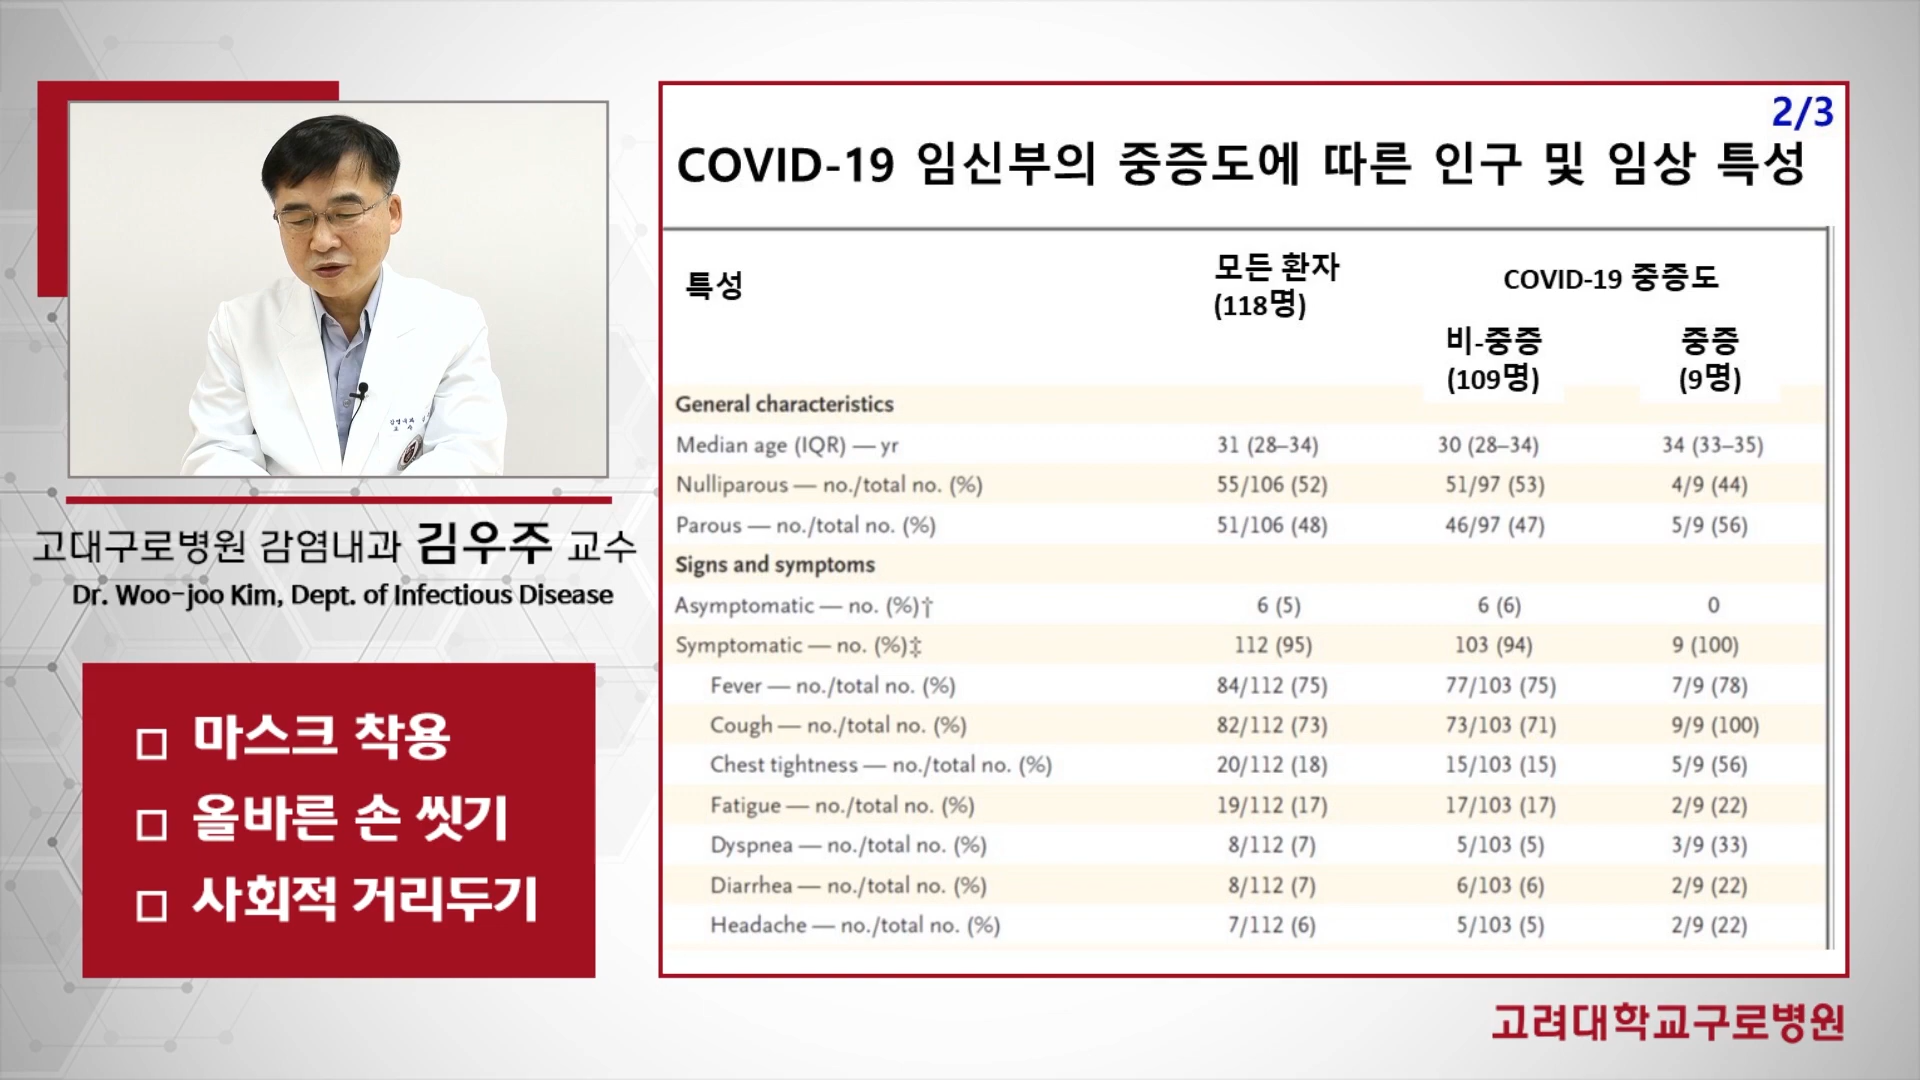 2/3
COVID-19 임신부의 중증도에 따른 인구 및 임상 특성
특성
모든 환자
(118명)
COVID-19 중증도
비-중증
(109명)
중증
(9명)
General characteristics
Median age (IQR) — yr 31 (28–34) 30 (28–34) 34 (33–35)
Nulliparous — no./total no. (%) 55/106 (52) 51/97 (53) 4/9 (44)
Parous — no./total no. (%) 51/106 (48) 46/97 (47) 5/9 (56)
Signs and symptoms
Asymptomatic — no. (%)† 6 (5) 6 (6) 0
Symptomatic — no. (%)‡ 112 (95) 103 (94) 9 (100)
Fever — no./total no. (%) 84/112 (75) 77/103 (75) 7/9 (78)
Cough — no./total no. (%) 82/112 (73) 73/103 (71) 9/9 (100)
Chest tightness — no./total no. (%) 20/112 (18) 15/103 (15) 5/9 (56)
Fatigue — no./total no. (%) 19/112 (17) 17/103 (17) 2/9 (22)
Dyspnea — no./total no. (%) 8/112 (7) 5/103 (5) 3/9 (33)
Diarrhea — no./total no. (%) 8/112 (7) 6/103 (6) 2/9 (22)
Headache — no./total no. (%) 7/112 (6) 5/103 (5) 2/9 (22)
고대구로병원 감염내과 김우주 교수
Dr. Woo-joo Kim, Dept. of Infectious Disease
□ 마스크 착용
□ 올바른 손 씻기
□ 사회적 거리두기
고려대학교구로병원